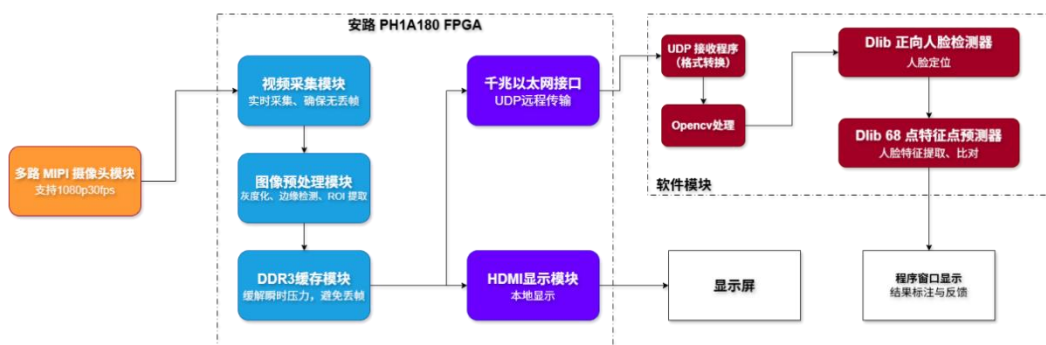 安路 PH1A180 FPGA
多路 MIPI 摄像头模块
支持1080p30fps
视频采集模块
实时采集、确保无丢帧
图像预处理模块
灰度化、边缘检测、ROI 提取
DDR3缓存模块
缓解瞬时压力，避免丢帧
千兆以太网接口
UDP远程传输
HDMI显示模块
本地显示
显示屏
UDP 接收程序
（格式转换）
Opencv处理
Dlib 正向人脸检测器
人脸定位
Dlib 68 点特征点预测器
人脸特征提取、比对
软件模块
程序窗口显示
结果标注与反馈